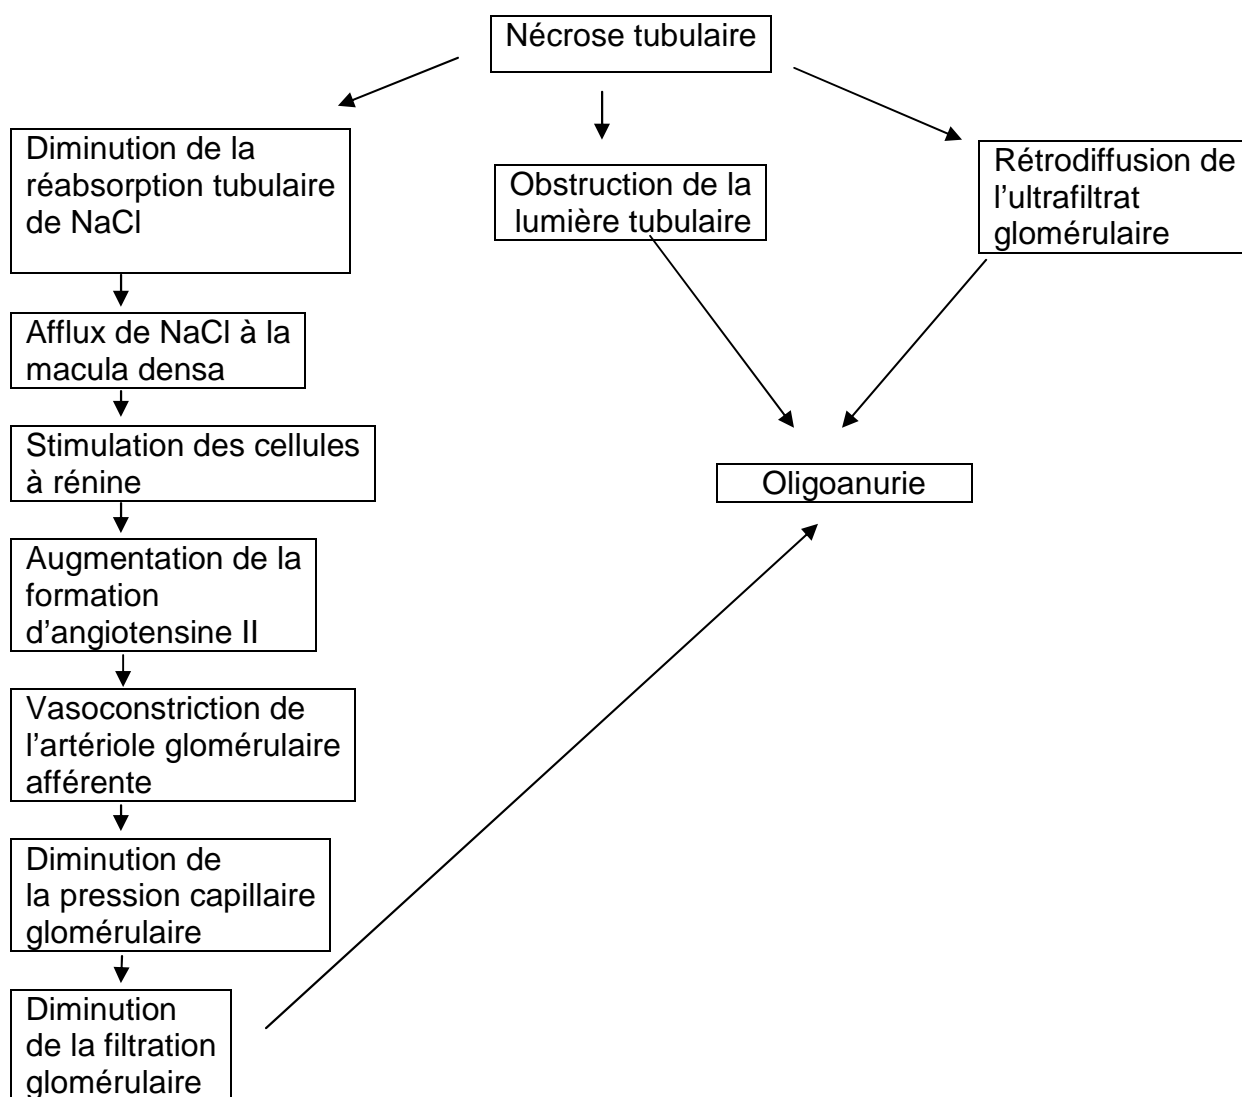 Nécrose tubulaire
Diminution de la
réabsorption tubulaire
de NaCl
Obstruction de la
lumière tubulaire
Rétrodiffusion de
l’ultrafiltrat
glomérulaire
Afflux de NaCl à la
macula densa
Stimulation des cellules
à rénine
Oligoanurie
Augmentation de la
formation
d’angiotensine II
Vasoconstriction de
l’artériole glomérulaire
afférente
Diminution de
la pression capillaire
glomérulaire
Diminution
de la filtration
glomérulaire